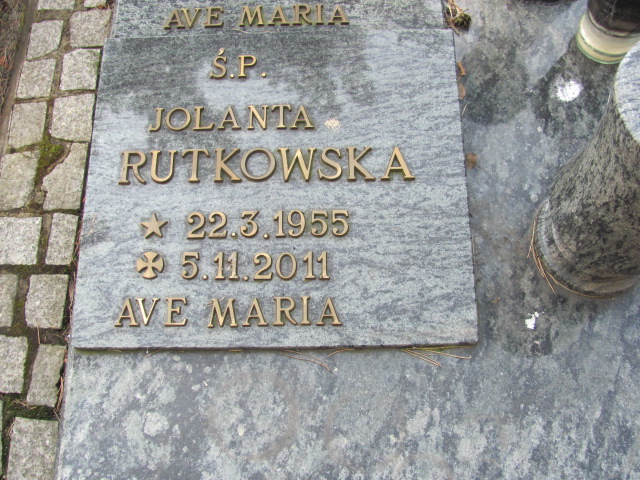 AVE MARIA
Ś.P.
JOLANTA
RUTKOWSKA
22.3.1955
5.11.2011
AVE MARIA